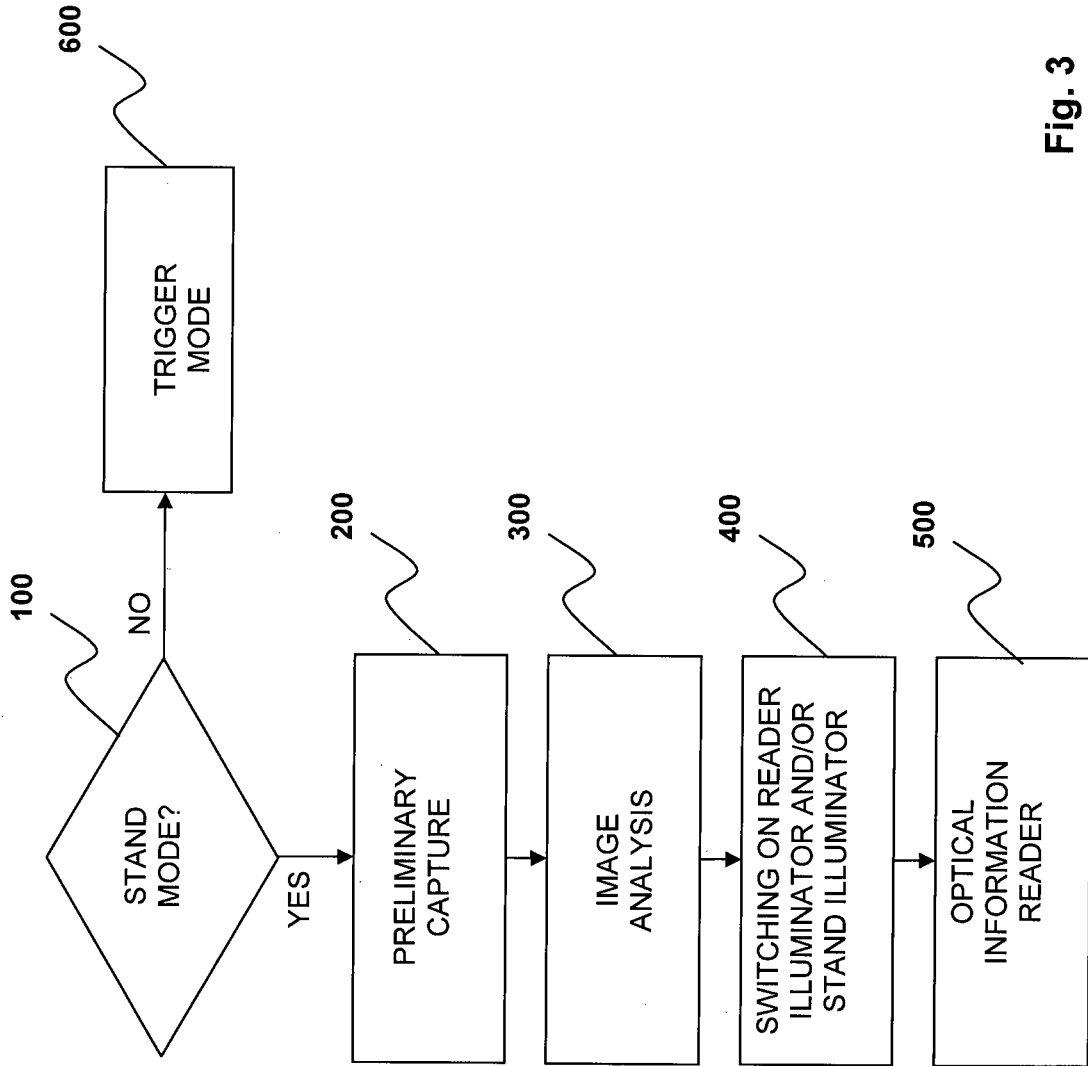 STAND
MODE?
100
NO
TRIGGER
MODE
600
YES
PRELIMINARY
CAPTURE
200
IMAGE
ANALYSIS
300
SWITCHING ON READER
ILLUMINATOR AND/OR
STAND ILLUMINATOR
400
OPTICAL
INFORMATION
READER
500
Fig. 3